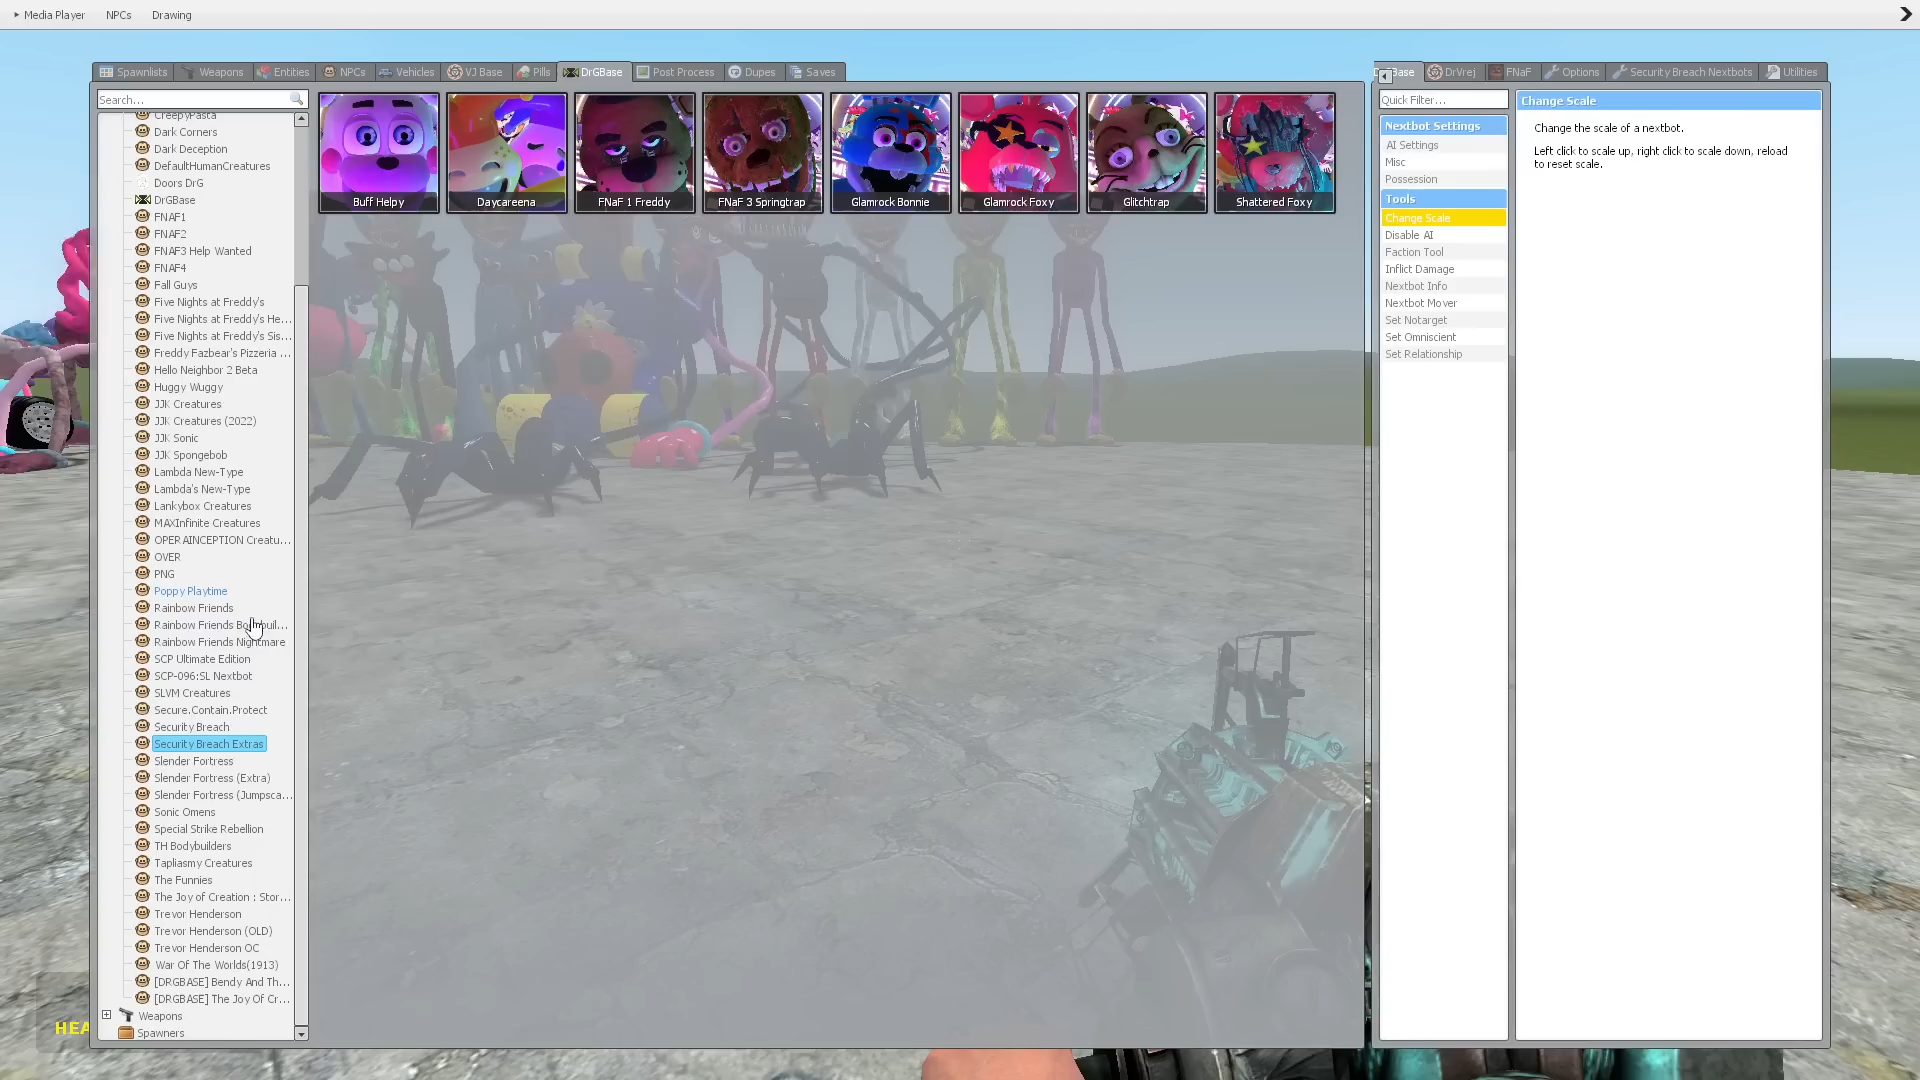 Media Player NPCs Drawing
Spawnlists Weapons Entities NPCs Vehicles VJ Base Pills DrGBase Post Process Dupes Saves
Search...
CreepyPasta
Dark Corners
Dark Deception
DefaultHumanCreatures
Doors DrG
DrGBase
FNAF1
FNAF2
FNAF3 Help Wanted
FNAF4
Fall Guys
Five Nights at Freddy's
Five Nights at Freddy's He...
Five Nights at Freddy's Sis...
Freddy Fazbear's Pizzeria ...
Hello Neighbor 2 Beta
Huggy Wuggy
JJK Creatures
JJK Creatures (2022)
JJK Sonic
JJK Spongebob
Lambda New-Type
Lambda's New-Type
Lankybox Creatures
MAXInfinite Creatures
OPERAINCEPTION Creatu...
OVER
PNG
Poppy Playtime
Rainbow Friends
Rainbow Friends
Rainbow Friends Nightmare
SCP Ultimate Edition
SCP-096:SL Nextbot
SLVM Creatures
Secure.Contain.Protect
Security Breach
Security Breach Extras
Slender Fortress
Slender Fortress (Extra)
Slender Fortress (Jumpsca...
Sonic Omens
Special Strike Rebellion
TH Bodybuilders
Tapliasmy Creatures
The Funnies
The Joy of Creation : Stor...
Trevor Henderson
Trevor Henderson (OLD)
Trevor Henderson OC
War Of The Worlds(1913)
[DRGBASE] Bendy And Th...
[DRGBASE] The Joy Of Cr...
Weapons
Spawners
HEA
Buff Helpy
Daycareena
FNaF 1 Freddy
FNaF 3 Springtrap
Glamrock Bonnie
Glamrock Foxy
Glitchtrap
Shattered Foxy
Base DrVrej FNaF Options Security Breach Nextbots Utilities
Quick Filter...
Nextbot Settings
AI Settings
Misc
Possession
Tools
Change Scale
Disable AI
Faction Tool
Inflict Damage
Nextbot Info
Nextbot Mover
Set Notarget
Set Omniscient
Set Relationship
Change Scale
Change the scale of a nextbot.
Left click to scale up, right click to scale down, reload
to reset scale.